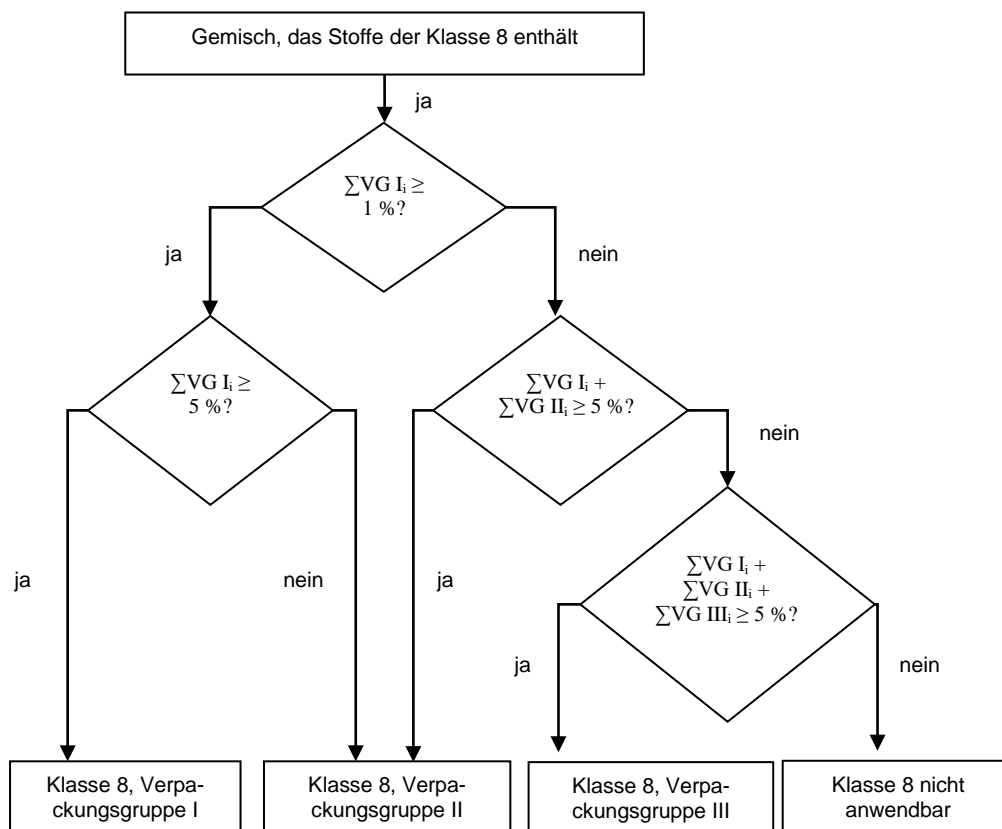 Gemisch, das Stoffe der Klasse 8 enthält
ja
∑VG Iᵢ ≥
1 %?
ja
nein
∑VG Iᵢ ≥
5 %?
∑VG Iᵢ +
∑VG IIᵢ ≥ 5 %?
nein
ja
nein
ja
∑VG Iᵢ +
∑VG IIᵢ +
∑VG IIIᵢ ≥ 5 %?
ja
nein
Klasse 8, Verpa-
ckungsgruppe I
Klasse 8, Verpa-
ckungsgruppe II
Klasse 8, Verpa-
ckungsgruppe III
Klasse 8 nicht
anwendbar